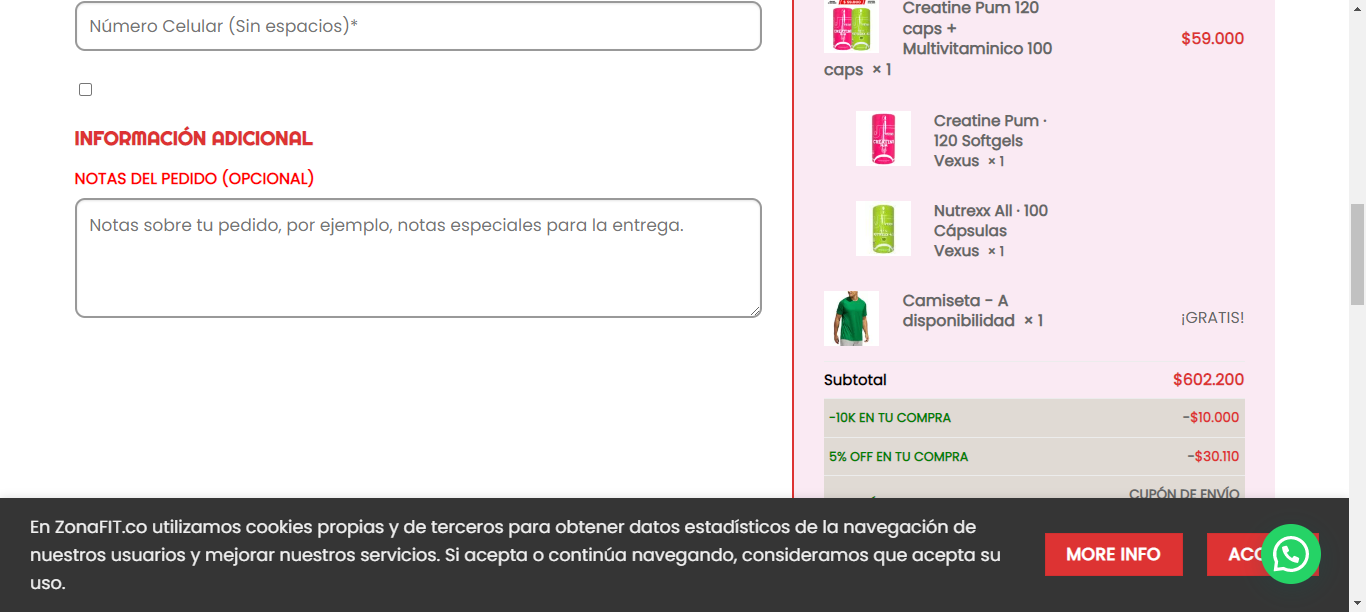 Número Celular (Sin espacios)*
INFORMACIÓN ADICIONAL
NOTAS DEL PEDIDO (OPCIONAL)
Notas sobre tu pedido, por ejemplo, notas especiales para la entrega.
Creatine Pum 120
caps +
Multivitaminico 100
caps × 1
$59.000
Creatine Pum ·
120 Softgels
Vexus × 1
Nutrexx All · 100
Cápsulas
Vexus × 1
Camiseta - A
disponibilidad × 1
¡GRATIS!
Subtotal
$602.200
-10K EN TU COMPRA
-$10.000
5% OFF EN TU COMPRA
-$30.110
CUPÓN DE ENVÍO
En ZonaFIT.co utilizamos cookies propias y de terceros para obtener datos estadísticos de la navegación de
nuestros usuarios y mejorar nuestros servicios. Si acepta o continúa navegando, consideramos que acepta su
uso.
MORE INFO